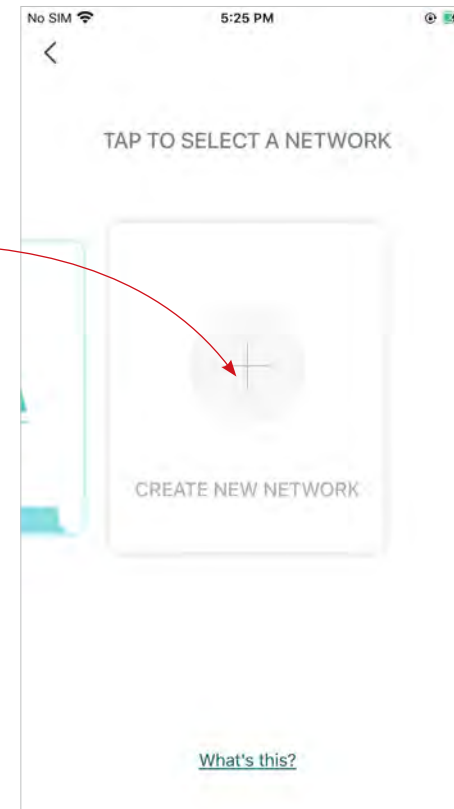 No SIM 5:25 PM
TAP TO SELECT A NETWORK
CREATE NEW NETWORK
What's this?